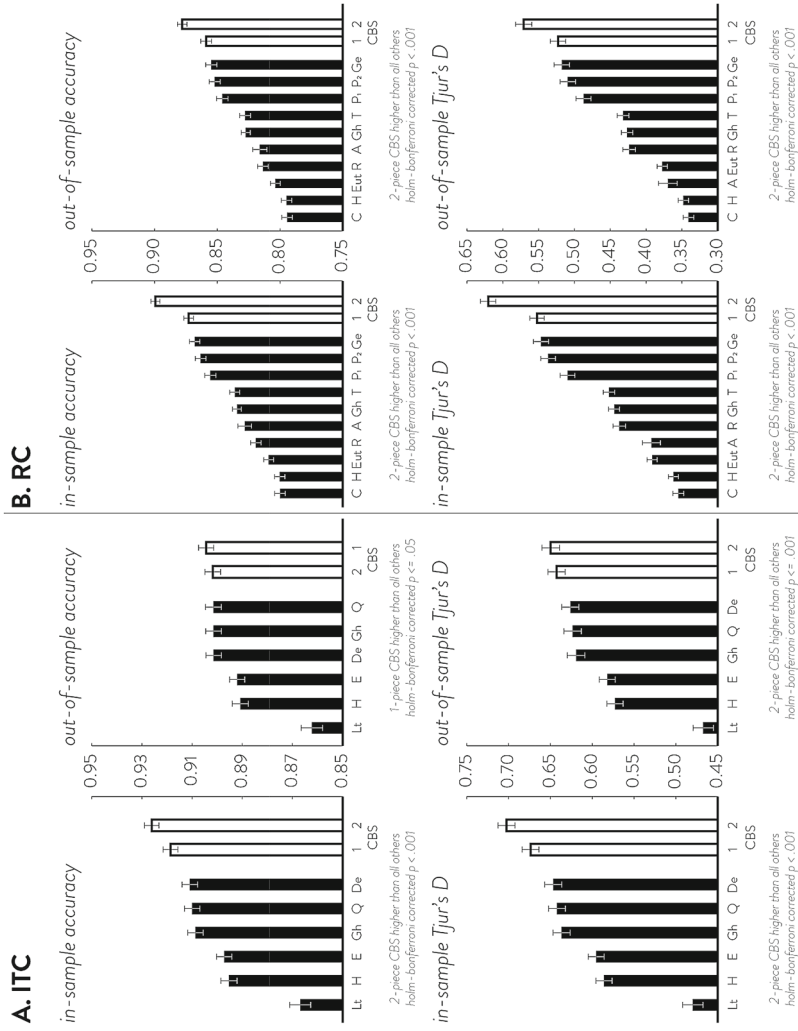 A. ITC
in-sample accuracy
0.95
0.93
0.91
0.89
0.87
0.85
Lt H E Gh Q De 1 2
CBS
2-piece CBS higher than all others
holm-bonferroni corrected p < .001
out-of-sample accuracy
Lt H E De Gh Q 2 1
CBS
1-piece CBS higher than all others
holm-bonferroni corrected p <= .05
in-sample Tjur's D
0.75
0.70
0.65
0.60
0.55
0.50
0.45
Lt H E Gh Q De 1 2
CBS
2-piece CBS higher than all others
holm-bonferroni corrected p < .001
out-of-sample Tjur's D
Lt H E Gh Q De 1 2
CBS
2-piece CBS higher than all others
holm-bonferroni corrected p <= .001
B. RC
in-sample accuracy
0.95
0.90
0.85
0.80
0.75
C H Eut R A Gh T P₁ P₂ Ge 1 2
CBS
2-piece CBS higher than all others
holm-bonferroni corrected p < .001
out-of-sample accuracy
C H Eut R A Gh T P₁ P₂ Ge 1 2
CBS
2-piece CBS higher than all others
holm-bonferroni corrected p < .001
in-sample Tjur's D
0.65
0.60
0.55
0.50
0.45
0.40
0.35
0.30
C H Eut A R Gh T P₁ P₂ Ge 1 2
CBS
2-piece CBS higher than all others
holm-bonferroni corrected p < .001
out-of-sample Tjur's D
C H A Eut R Gh T P₁ P₂ Ge 1 2
CBS
2-piece CBS higher than all others
holm-bonferroni corrected p < .001